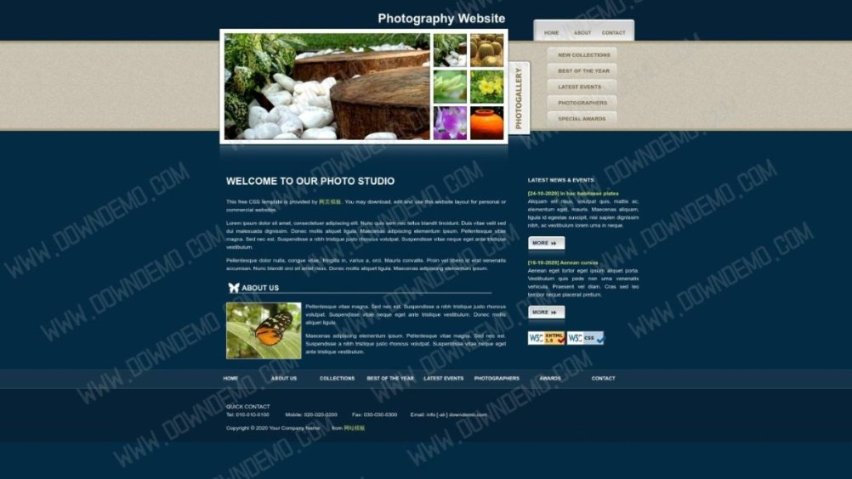 Photography Website
HOME ABOUT CONTACT
NEW COLLECTIONS
BEST OF THE YEAR
LATEST EVENTS
PHOTOGRAPHERS
SPECIAL AWARDS
PHOTOGALLERY
WELCOME TO OUR PHOTO STUDIO
This free CSS template is provided by 网页模板. You may download, edit and use this website layout for personal or
commercial websites.
Lorem ipsum dolor sit amet, consectetuer adipiscing elit. Nunc quis sem nec tellus blandit tincidunt. Duis vitae velit sed
dui malesuada dignissim. Donec mollis aliquet ligula. Maecenas adipiscing elementum ipsum. Pellentesque vitae
magna. Sed nec est. Suspendisse a nibh tristique justo rhoncus volutpat. Suspendisse vitae neque eget ante tristique
vestibulum.
Pellentesque dolor nulla, congue vitae, fringilla in, varius a, orci. Mauris convallis. Proin vel libero id erat venenatis
accumsan. Nunc blandit orci sit amet risus. Donec mollis aliquet ligula. Maecenas adipiscing elementum ipsum.
ABOUT US
Pellentesque vitae magna. Sed nec est. Suspendisse a nibh tristique justo rhoncus
volutpat. Suspendisse vitae neque eget ante tristique vestibulum. Donec mollis
aliquet ligula.
Maecenas adipiscing elementum ipsum. Pellentesque vitae magna. Sed nec est.
Suspendisse a nibh tristique justo rhoncus volutpat. Suspendisse vitae neque eget
ante tristique vestibulum.
LATEST NEWS & EVENTS
[24-10-2020] In hac habitasse platea
Aliquam elit risus, volutpat quis, mattis ac,
elementum eget, mauris. Maecenas aliquam,
ligula id egestas suscipit, nisi sapien dignissim
nibh, ac vestibulum lorem urna in neque.
MORE
Aenean cursus
Aenean eget tortor eget ipsum aliquet porta.
Vestibulum quis pede non urna venenatis
vehicula. Praesent vel diam. Cras sed leo
tempor neque placerat pretium.
MORE
W3C XHTML 1.0 W3C CSS
HOME ABOUT US COLLECTIONS BEST OF THE YEAR LATEST EVENTS PHOTOGRAPHERS AWARDS CONTACT
QUICK CONTACT
Tel: 010-010-0100 Mobile: 020-020-0200 Fax: 030-030-0300 Email: info [ at ] downdemo.com
Copyright © 2020 Your Company Name from 网站模板
WWW.DOWNDEMO.COM